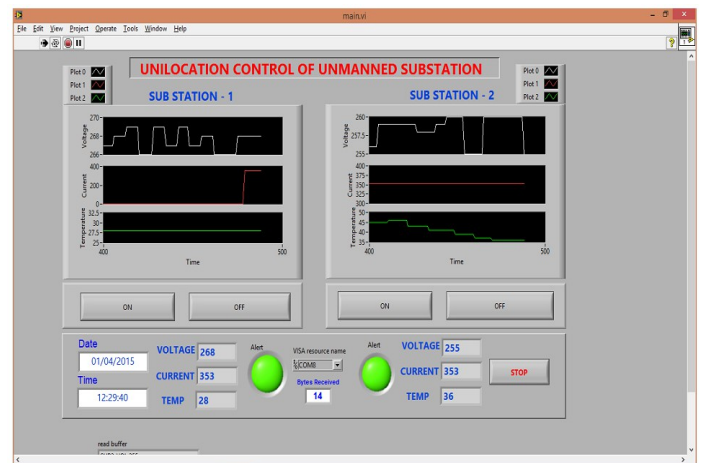 main.vi
File Edit View Project Operate Tools Window Help
UNILOCATION CONTROL OF UNMANNED SUBSTATION
Plot 0
Plot 1
Plot 2
SUB STATION - 1
SUB STATION - 2
Plot 0
Plot 1
Plot 2
Voltage
270
268
266
Current
400
200
0
Temperature
32.5
30
27.5
25
400
500
Time
Voltage
260
257.5
255
Current
400
375
350
325
300
Temperature
50
45
40
35
400
500
Time
ON
OFF
ON
OFF
Date
01/04/2015
Time
12:29:40
VOLTAGE 268
CURRENT 353
TEMP 28
Alert
VISA resource name
COM8
Bytes Received
14
Alert
VOLTAGE 255
CURRENT 353
TEMP 36
STOP
read buffer